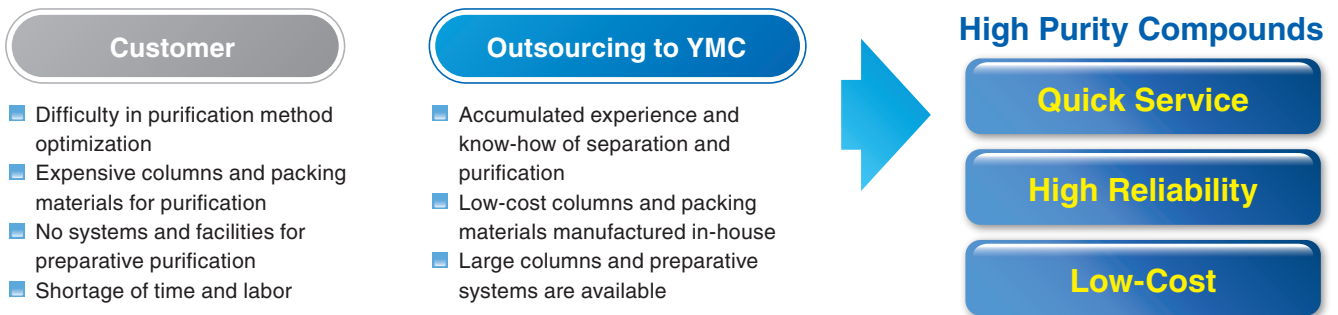 Customer
Difficulty in purification method
optimization
Expensive columns and packing
materials for purification
No systems and facilities for
preparative purification
Shortage of time and labor
Outsourcing to YMC
Accumulated experience and
know-how of separation and
purification
Low-cost columns and packing
materials manufactured in-house
Large columns and preparative
systems are available
High Purity Compounds
Quick Service
High Reliability
Low-Cost